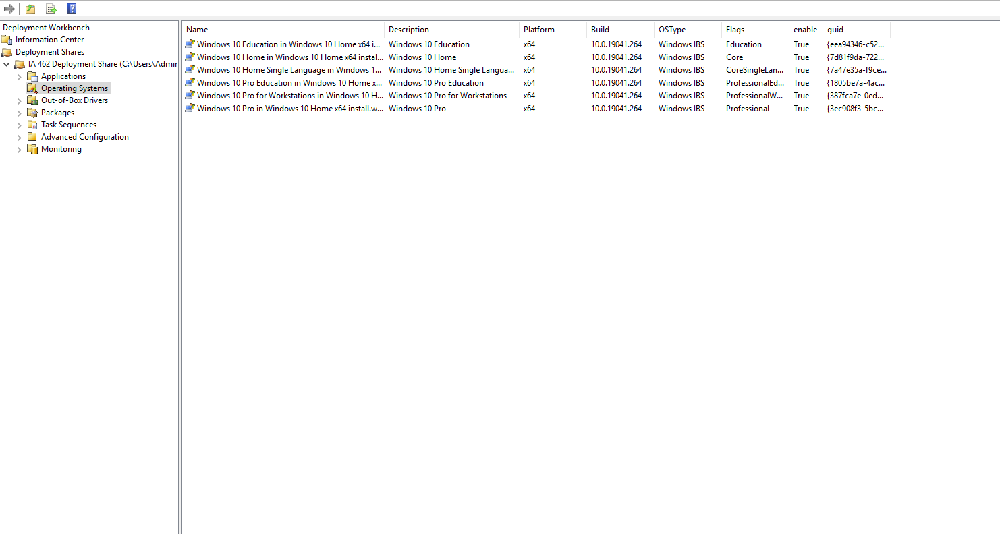 Deployment Workbench
Information Center
Deployment Shares
IA 462 Deployment Share (C:\Users\Admir
Applications
Operating Systems
Out-of-Box Drivers
Packages
Task Sequences
Advanced Configuration
Monitoring
Name Description Platform Build OSType Flags enable guid
Windows 10 Education in Windows 10 Home x64 i... Windows 10 Education x64 10.0.19041.264 Windows IBS Education True {eea94346-c52...
Windows 10 Home in Windows 10 Home x64 instal... Windows 10 Home x64 10.0.19041.264 Windows IBS Core True {7d81f9da-722...
Windows 10 Home Single Language in Windows 1... Windows 10 Home Single Langua... x64 10.0.19041.264 Windows IBS CoreSingleLan... True {7a47e35a-f9ce...
Windows 10 Pro Education in Windows 10 Home x... Windows 10 Pro Education x64 10.0.19041.264 Windows IBS ProfessionalEd... True {1805be7a-4ac...
Windows 10 Pro for Workstations in Windows 10 H... Windows 10 Pro for Workstations x64 10.0.19041.264 Windows IBS ProfessionalW... True {387fca7e-0ed...
Windows 10 Pro in Windows 10 Home x64 install.w... Windows 10 Pro x64 10.0.19041.264 Windows IBS Professional True {3ec908f3-5bc...